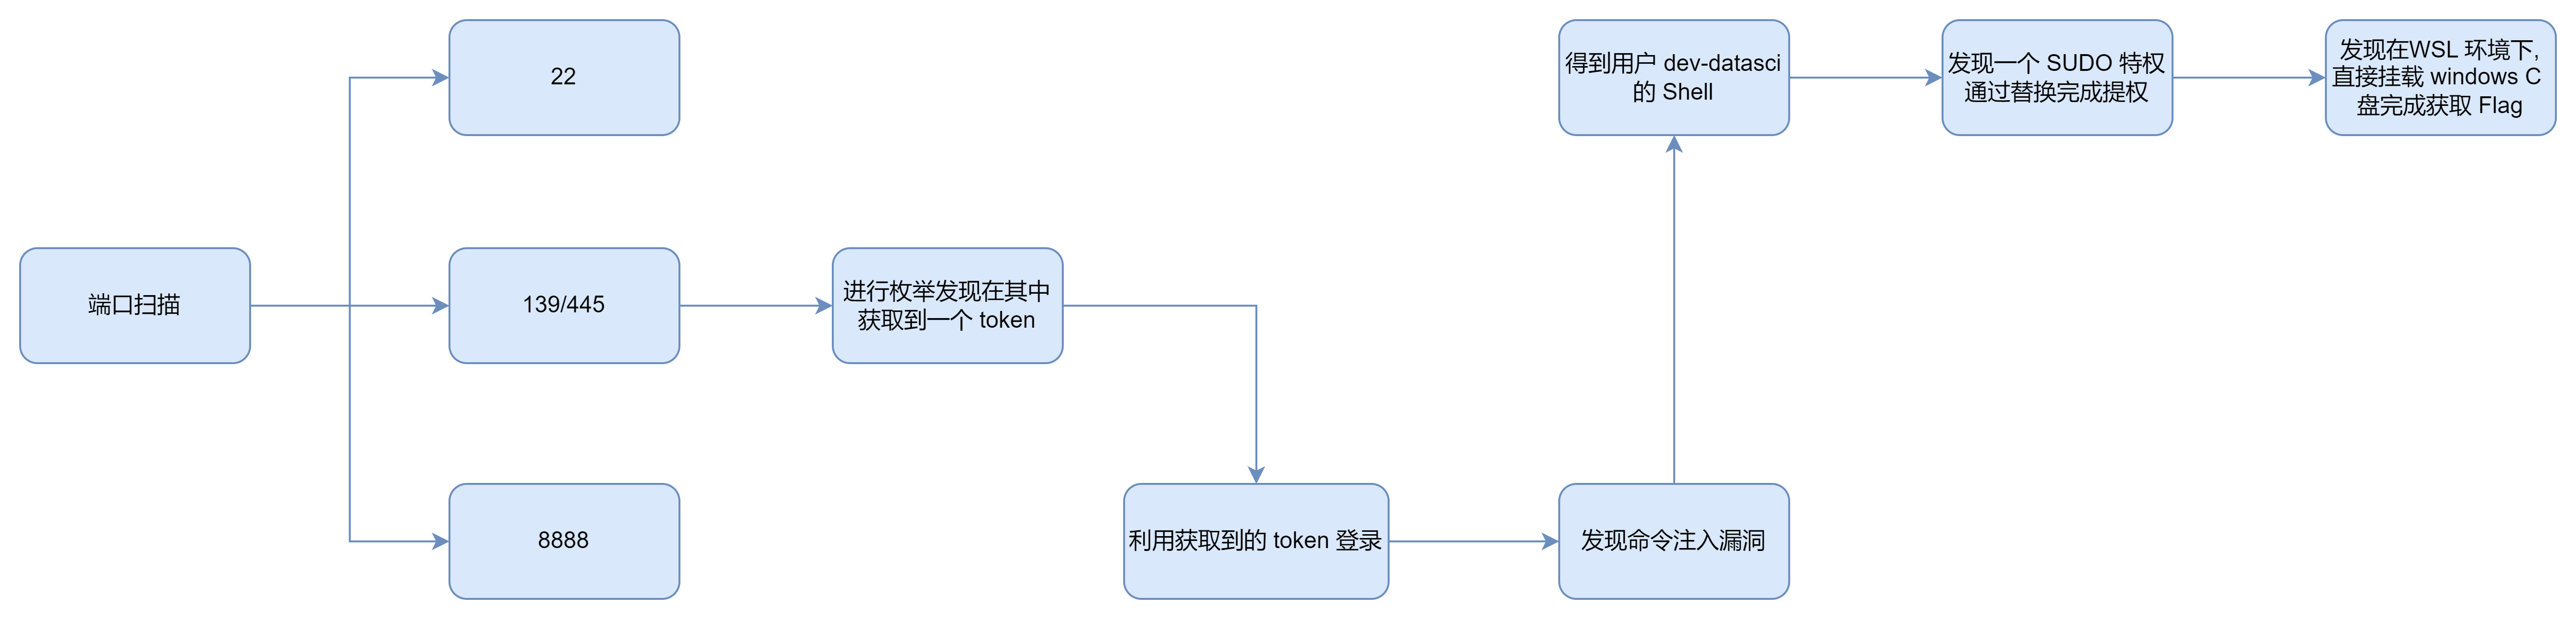 端口扫描
22
139/445
8888
进行枚举发现在其中
获取到一个 token
利用获取到的 token 登录
发现命令注入漏洞
得到用户 dev-datasci
的 Shell
发现一个 SUDO 特权
通过替换完成提权
发现在WSL 环境下,
直接挂载 windows C
盘完成获取 Flag